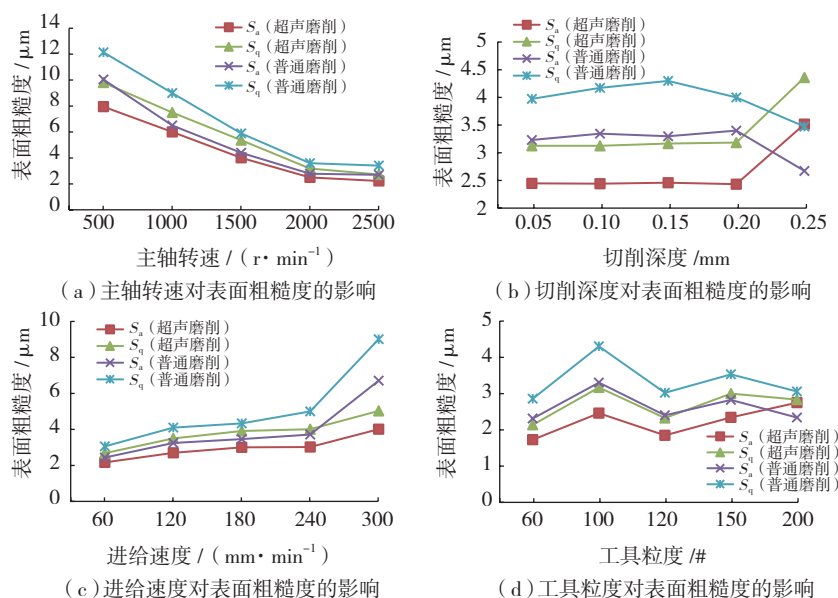 表面粗糙度 /μm
14
12
10
8
6
4
2
0
Sa（超声磨削）
Sq（超声磨削）
Sa（普通磨削）
Sq（普通磨削）
500 1000 1500 2000 2500
主轴转速 /（r· min⁻¹）
（a）主轴转速对表面粗糙度的影响
表面粗糙度 /μm
5
4.5
4
3.5
3
2.5
2
Sa（超声磨削）
Sq（超声磨削）
Sa（普通磨削）
Sq（普通磨削）
0.05 0.10 0.15 0.20 0.25
切削深度 /mm
（b）切削深度对表面粗糙度的影响
表面粗糙度 /μm
10
8
6
4
2
0
Sa（超声磨削）
Sq（超声磨削）
Sa（普通磨削）
Sq（普通磨削）
60 120 180 240 300
进给速度 /（mm· min⁻¹）
（c）进给速度对表面粗糙度的影响
表面粗糙度 /μm
5
4
3
2
1
0
Sa（超声磨削）
Sq（超声磨削）
Sa（普通磨削）
Sq（普通磨削）
60 100 120 150 200
工具粒度 /#
（d）工具粒度对表面粗糙度的影响